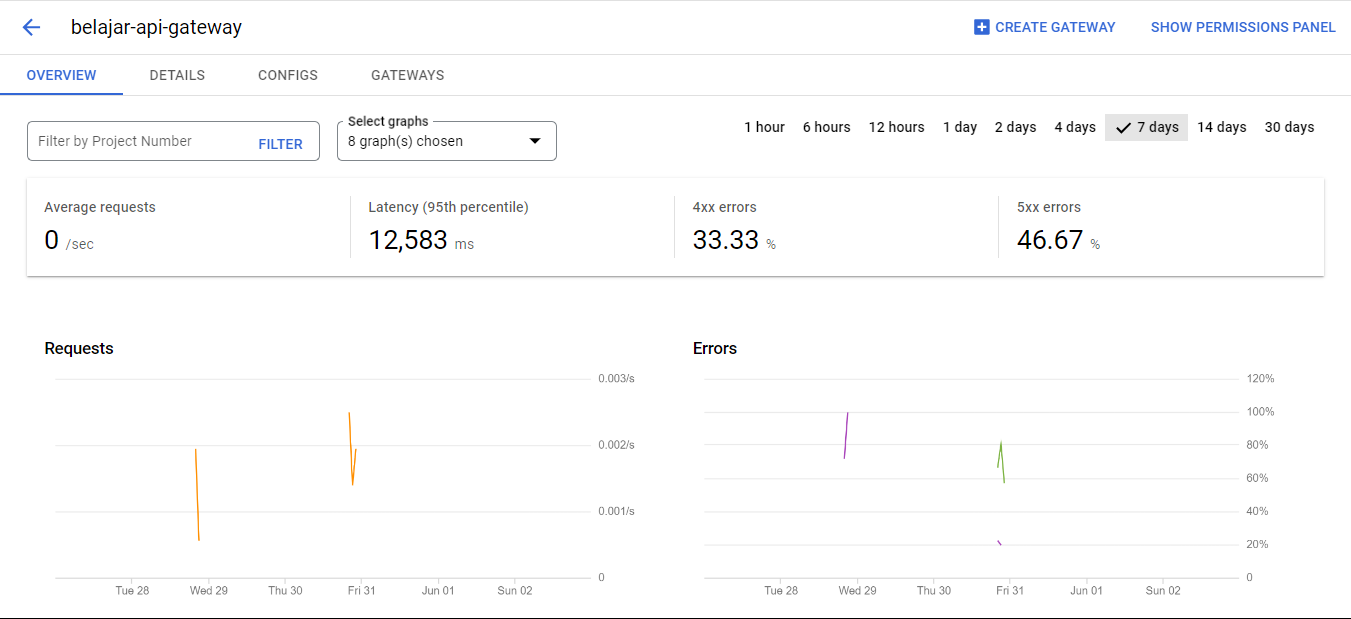 belajar-api-gateway
CREATE GATEWAY
SHOW PERMISSIONS PANEL
OVERVIEW
DETAILS
CONFIGS
GATEWAYS
Filter by Project Number
FILTER
Select graphs
8 graph(s) chosen
1 hour
6 hours
12 hours
1 day
2 days
4 days
7 days
14 days
30 days
Average requests
0 /sec
Latency (95th percentile)
12,583 ms
4xx errors
33.33 %
5xx errors
46.67 %
Requests
0.003/s
0.002/s
0.001/s
0
Tue 28
Wed 29
Thu 30
Fri 31
Jun 01
Sun 02
Errors
120%
100%
80%
60%
40%
20%
0
Tue 28
Wed 29
Thu 30
Fri 31
Jun 01
Sun 02